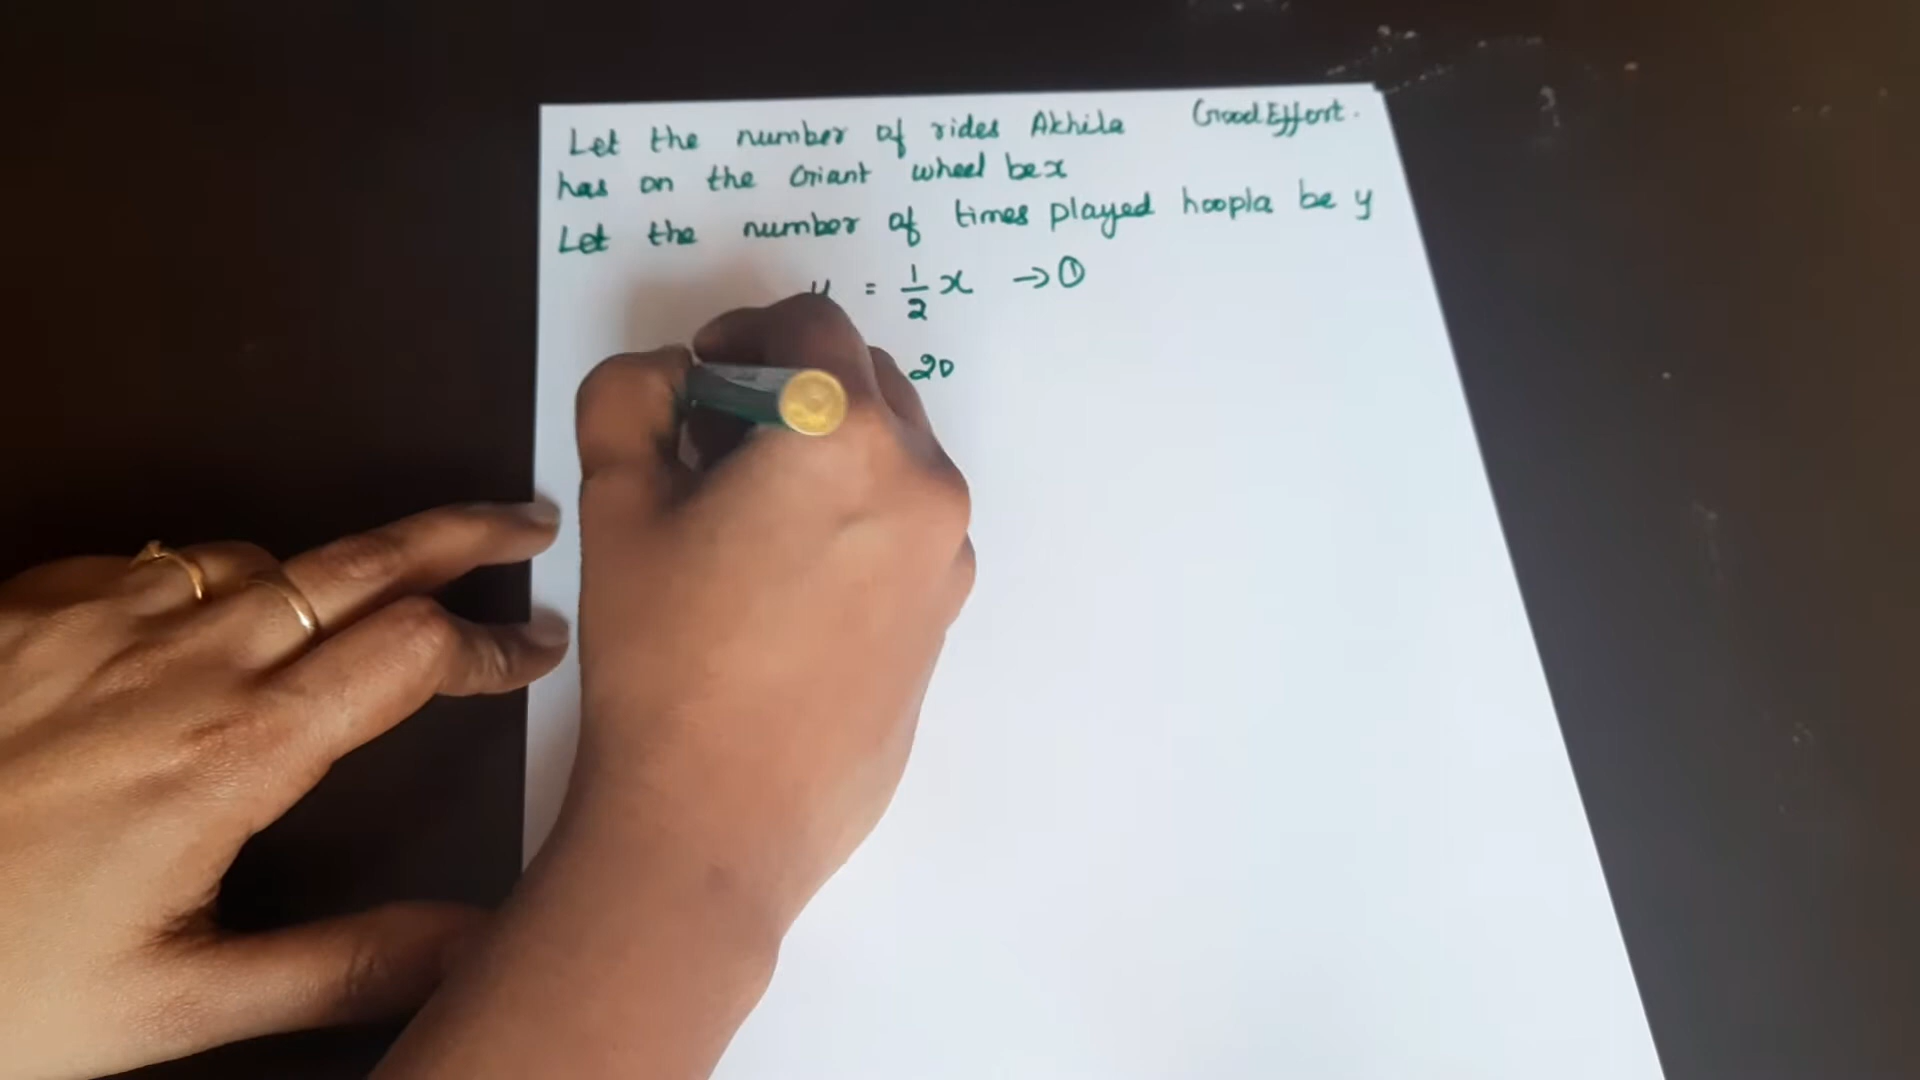 Let the number of rides Akhila Good Effort.
has on the Giant wheel be x
Let the number of times played hoopla be y
y = 1/2 x → ①
20